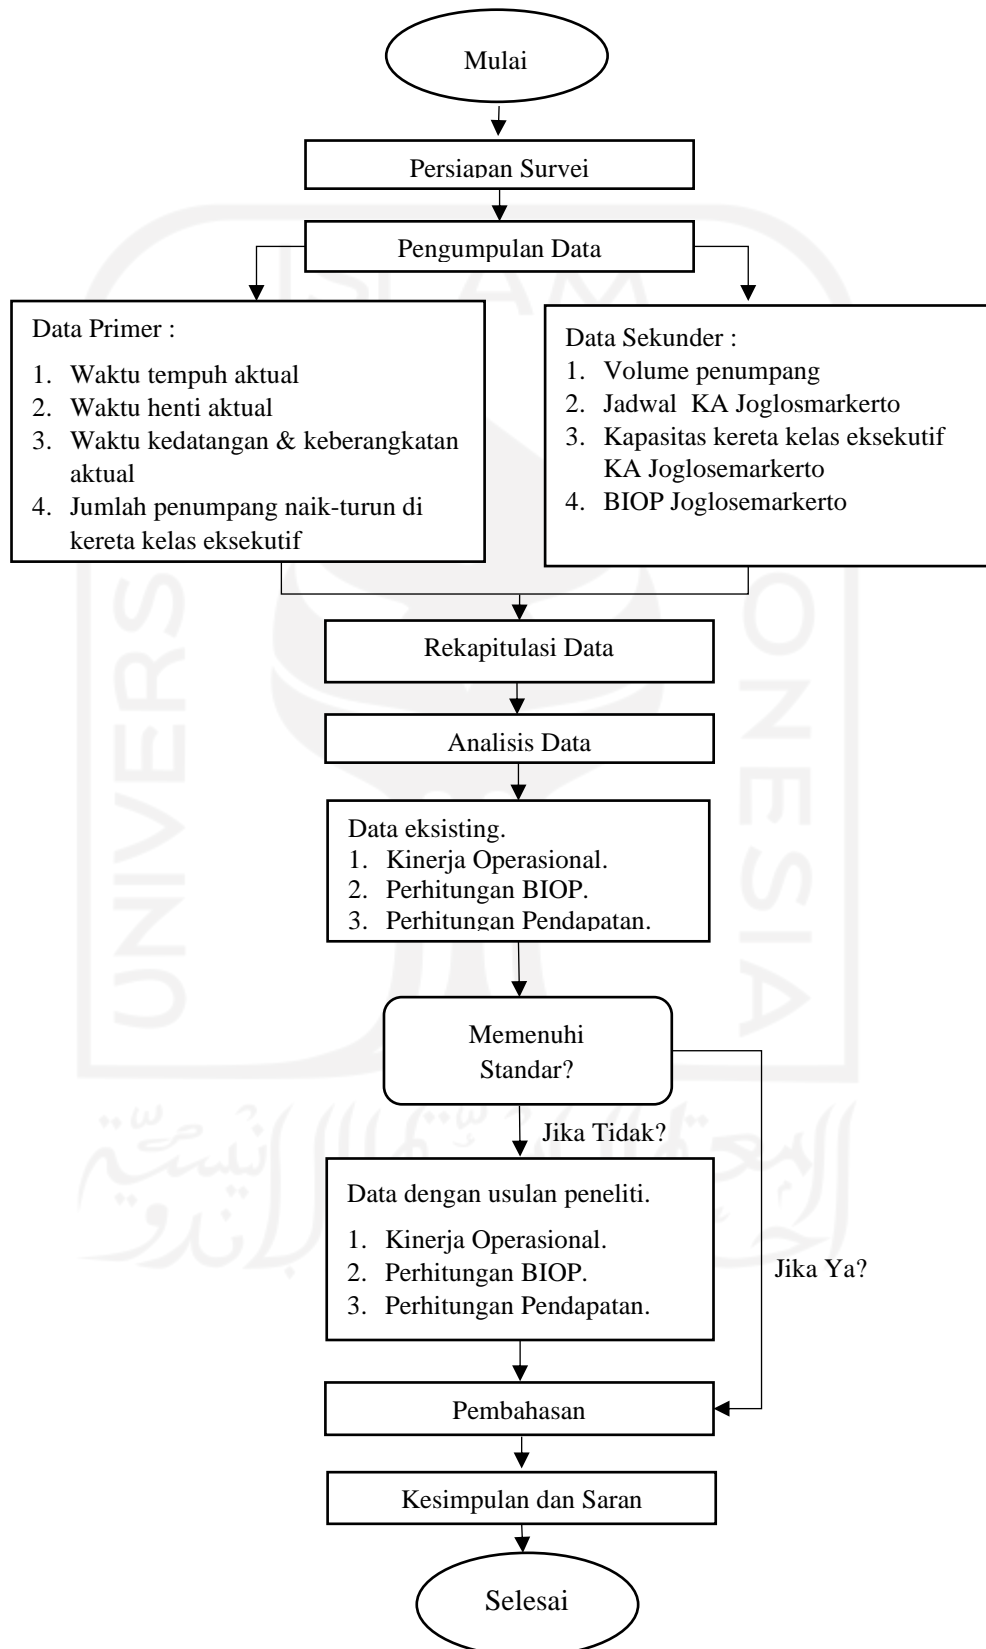 Mulai
Persiapan Survei
Pengumpulan Data
Data Primer :
1. Waktu tempuh aktual
2. Waktu henti aktual
3. Waktu kedatangan & keberangkatan
aktual
4. Jumlah penumpang naik-turun di
kereta kelas eksekutif
Data Sekunder :
1. Volume penumpang
2. Jadwal KA Joglosmarkerto
3. Kapasitas kereta kelas eksekutif
KA Joglosemarkerto
4. BIOP Joglosemarkerto
Rekapitulasi Data
Analisis Data
Data eksisting.
1. Kinerja Operasional.
2. Perhitungan BIOP.
3. Perhitungan Pendapatan.
Memenuhi
Standar?
Jika Tidak?
Data dengan usulan peneliti.
1. Kinerja Operasional.
2. Perhitungan BIOP.
3. Perhitungan Pendapatan.
Jika Ya?
Pembahasan
Kesimpulan dan Saran
Selesai
ISLAM